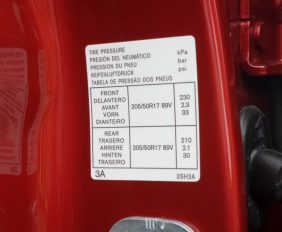 TIRE PRESSURE kPa
PRESIÓN DEL NEUMÁTICO bar
PRESSION DU PNEU psi
REIFENLUFTDRUCK
TABELA DE PRESSÃO DOS PNEUS
FRONT 230
DELANTERO 2.3
AVANT 205/50R17 89V 33
VORN
DIANTEIRO
REAR 210
TRASERO 2.1
ARRIERE 205/50R17 89V 30
HINTEN
TRASEIRO
3A 3SH3A